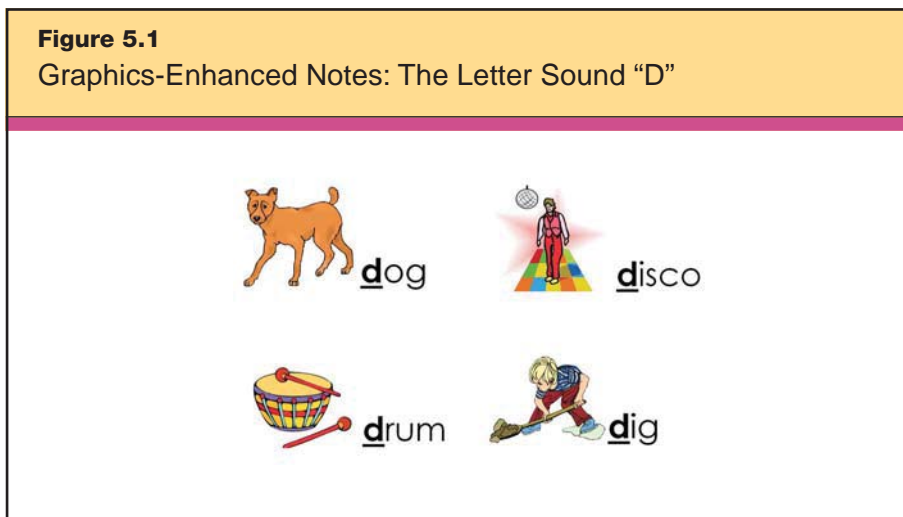 Figure 5.1
Graphics-Enhanced Notes: The Letter Sound “D”
dog
disco
drum
dig